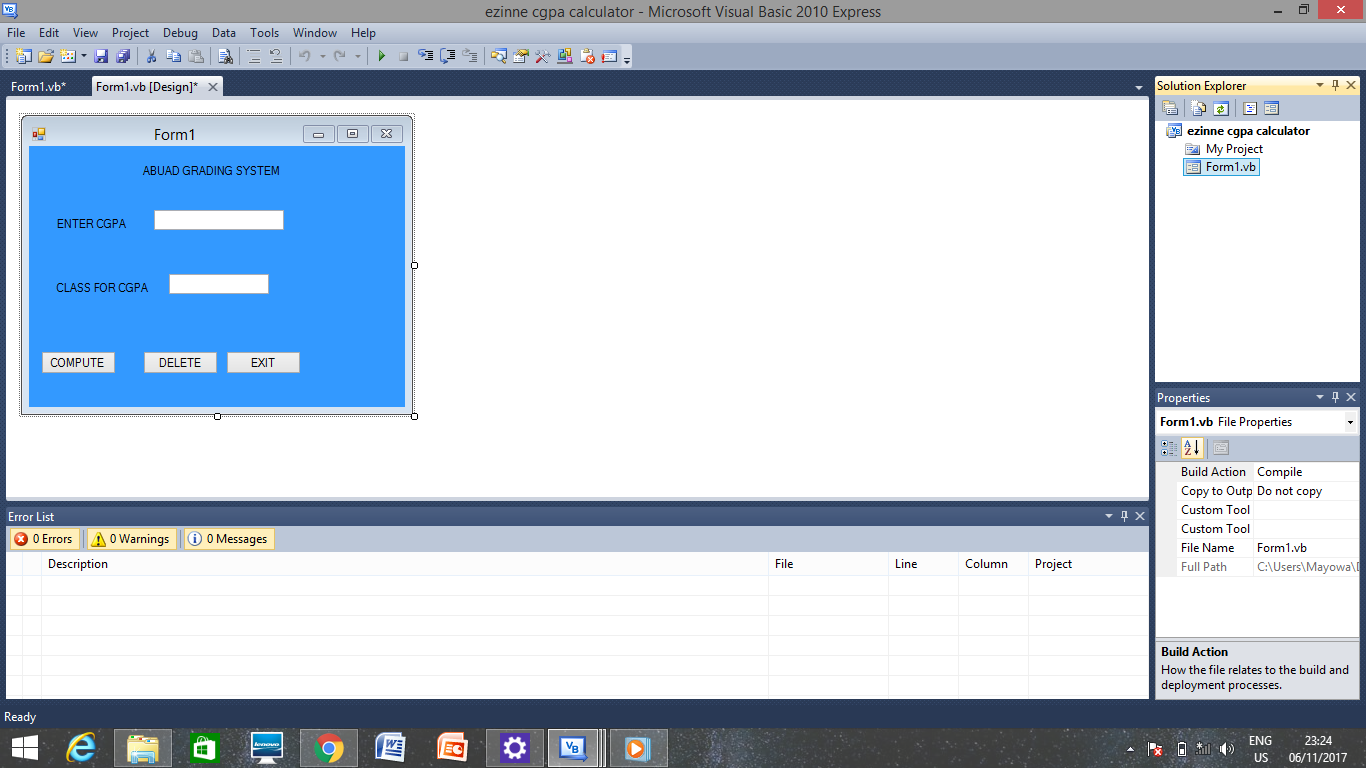 ezinne cgpa calculator - Microsoft Visual Basic 2010 Express
File Edit View Project Debug Data Tools Window Help
Form1.vb* Form1.vb [Design]*
Form1
ABUAD GRADING SYSTEM
ENTER CGPA
CLASS FOR CGPA
COMPUTE DELETE EXIT
Solution Explorer
ezinne cgpa calculator
My Project
Form1.vb
Properties
Form1.vb File Properties
Build Action Compile
Copy to Outp Do not copy
Custom Tool
Custom Tool
File Name Form1.vb
Full Path C:\Users\Mayowa\
Build Action
How the file relates to the build and
deployment processes.
Error List
0 Errors 0 Warnings 0 Messages
Description File Line Column Project
Ready
lenovo
ENG
US
23:24
06/11/2017